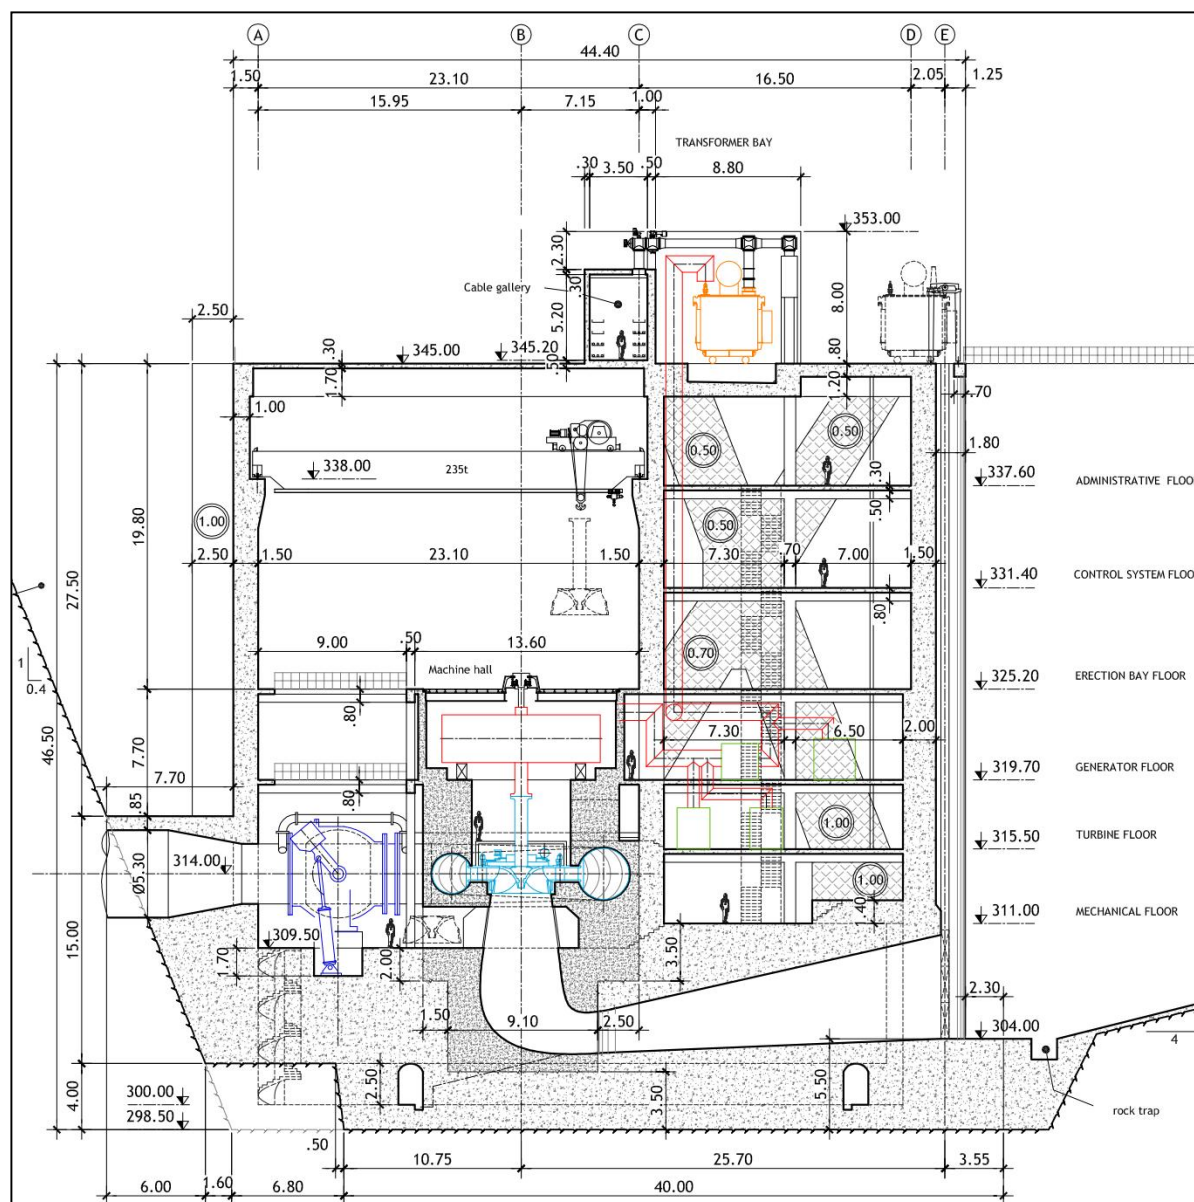 A B C D E
44.40
1.50 23.10 16.50 2.05 1.25
15.95 7.15 1.00
TRANSFORMER BAY
.30 3.50 .50 8.80
353.00
2.30
Cable gallery
.30
5.20
8.00
2.50
345.00 345.20
.30
.50
.80
1.70
1.20
.70
1.00
0.50 0.50
1.80
235t
338.00
.30
337.60 ADMINISTRATIVE FLOO
.50
1.00
0.50
19.80
27.50
2.50 1.50 23.10 1.50 7.30 .70 7.00 1.50
331.40 CONTROL SYSTEM FLOO
.80
9.00 .50 13.60
1
0.4
0.70
Machine hall
325.20 ERECTION BAY FLOOR
.80
46.50
7.70
7.30 6.50 2.00
7.70
319.70 GENERATOR FLOOR
.80
.85
1.00
315.50 TURBINE FLOOR
Ø5.30
314.00
1.00
1.40
311.00 MECHANICAL FLOOR
15.00
309.50
1.70
2.00
3.50
2.30
1.50 9.10 2.50
304.00
4
4.00
2.50
3.50
5.50
300.00
298.50
rock trap
.50
10.75 25.70 3.55
6.00 1.60 6.80 40.00